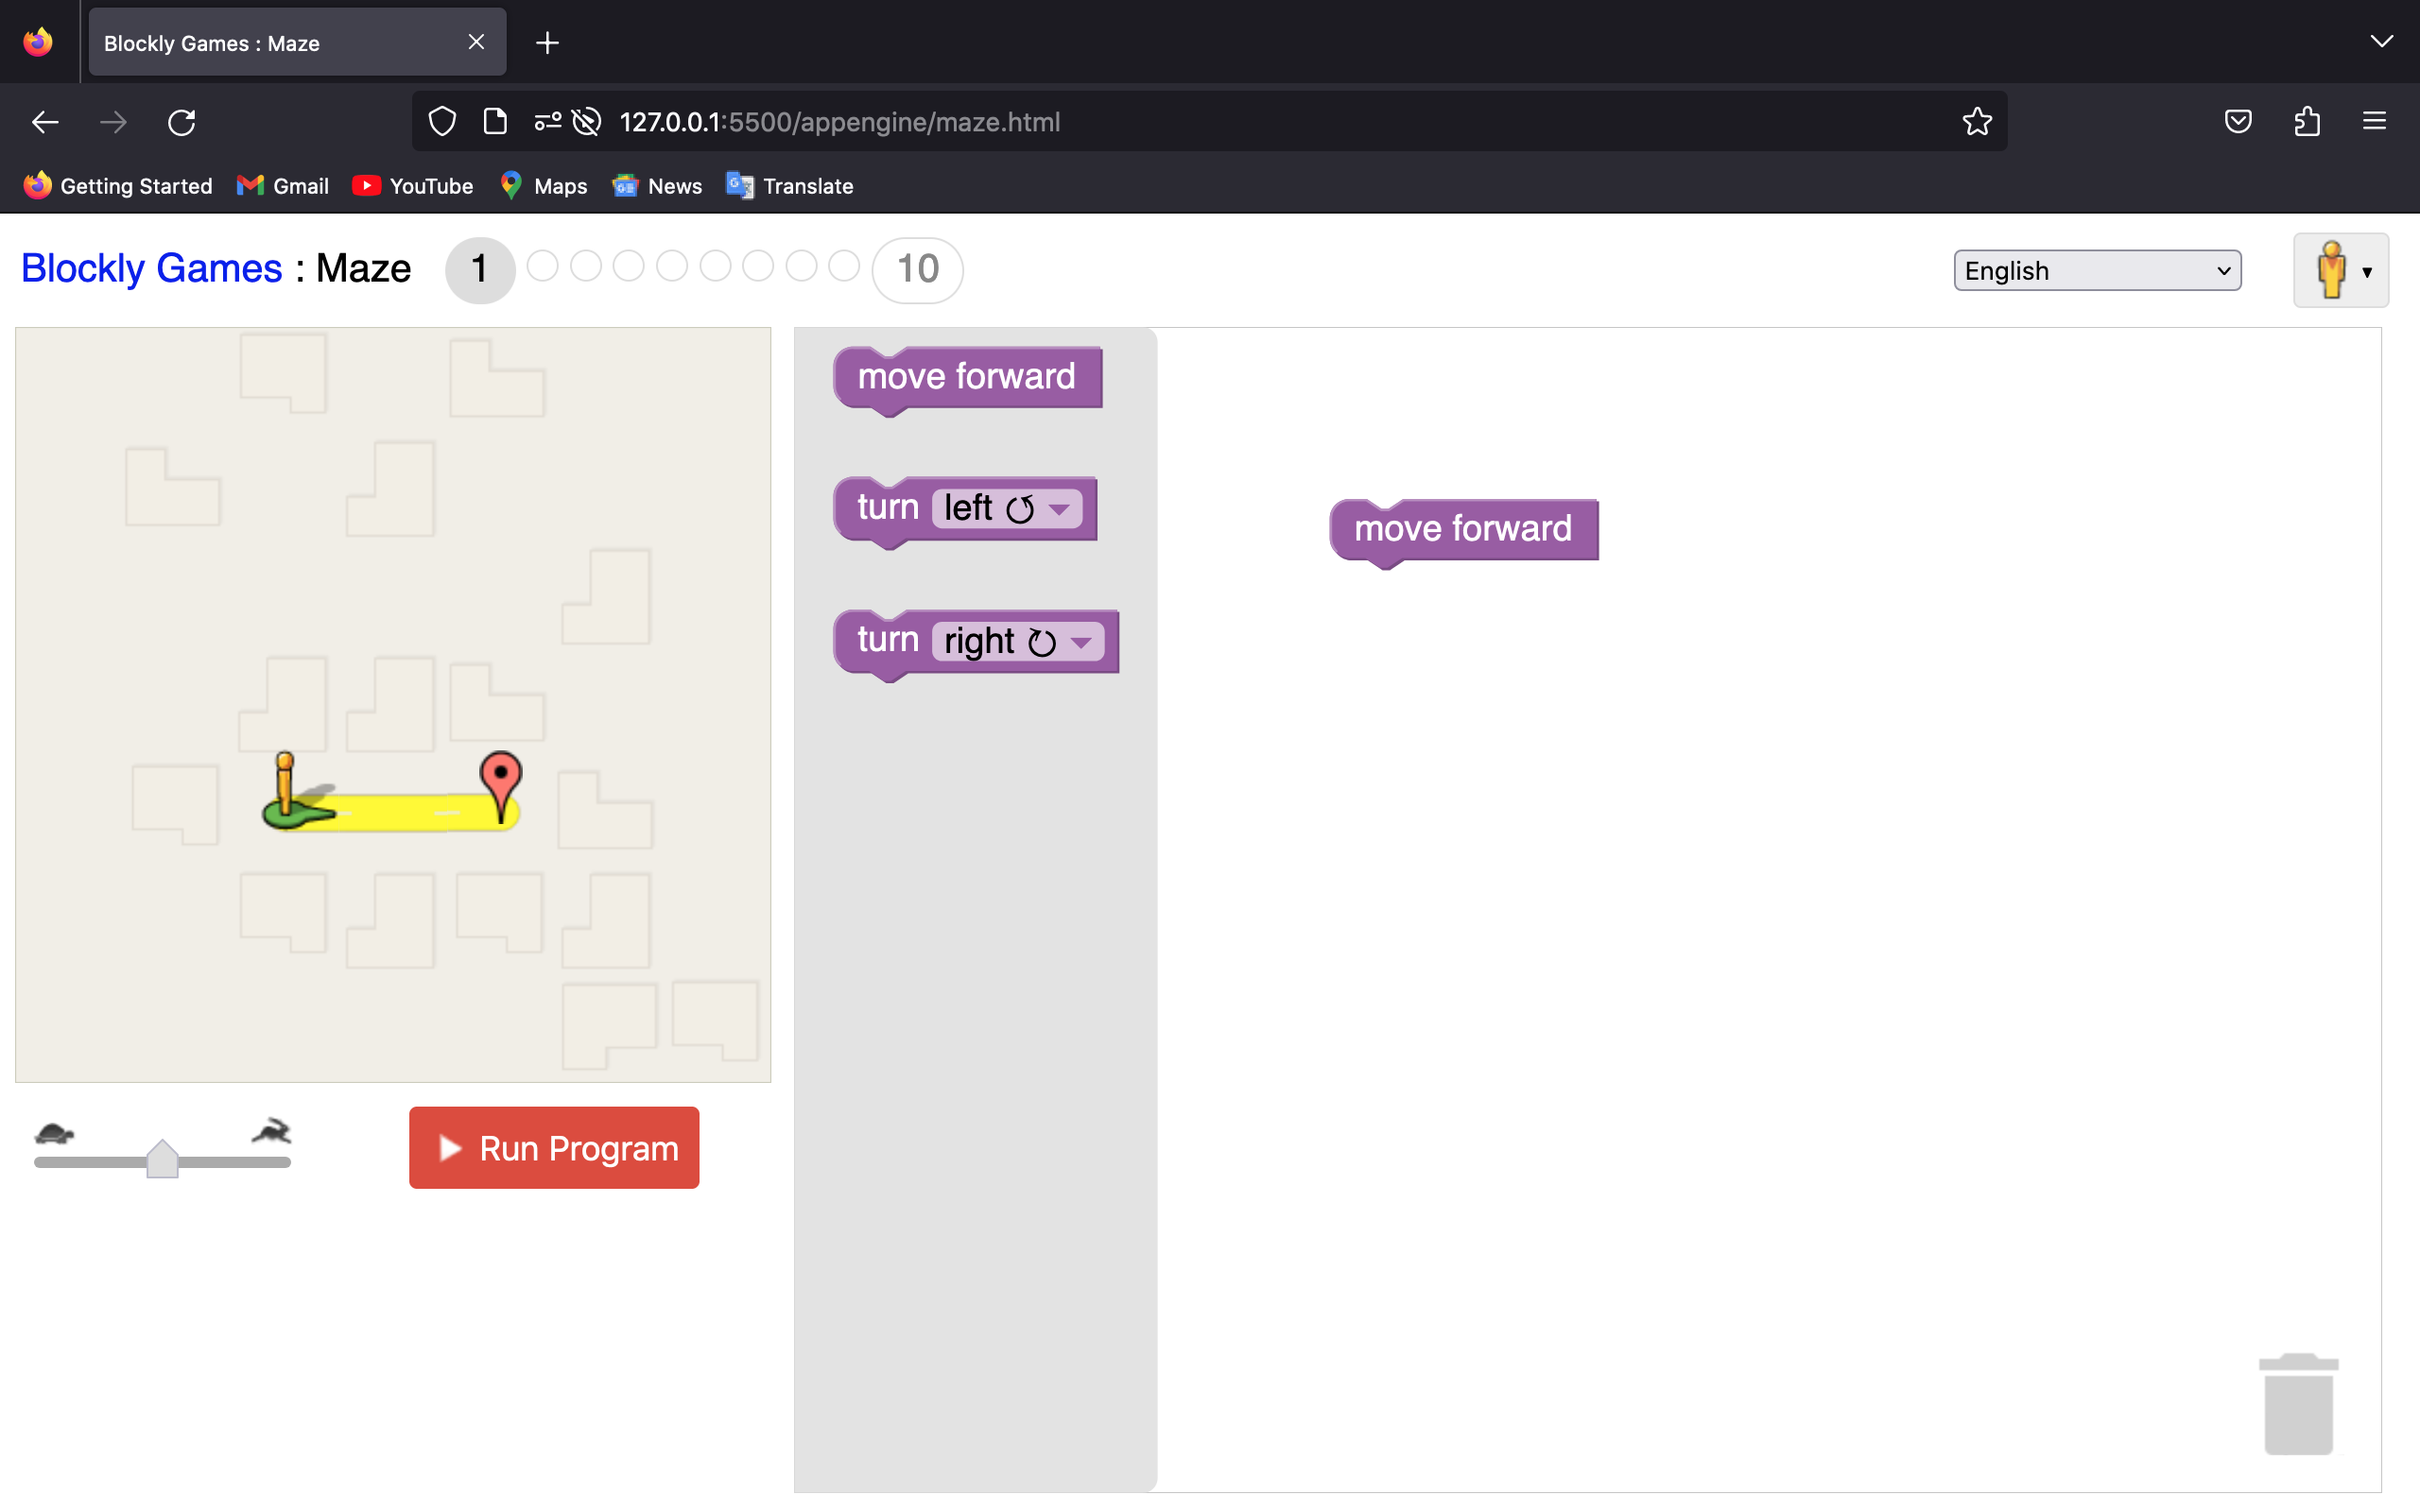 Blockly Games : Maze
127.0.0.1:5500/appengine/maze.html
Getting Started Gmail YouTube Maps News Translate
Blockly Games : Maze 1 10 English
move forward
turn left
turn right
move forward
Run Program